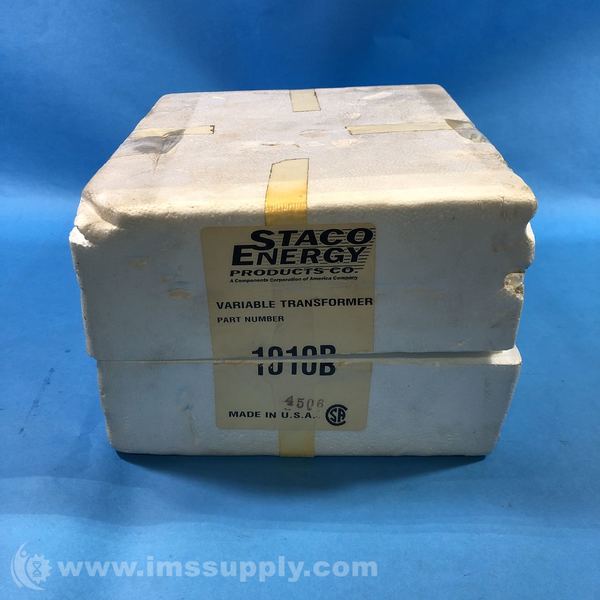 STACO
ENERGY
PRODUCTS CO.
A Components Corporation of America Company
VARIABLE TRANSFORMER
PART NUMBER
1010B
4506
MADE IN U.S.A.
SA
www.imssupply.com